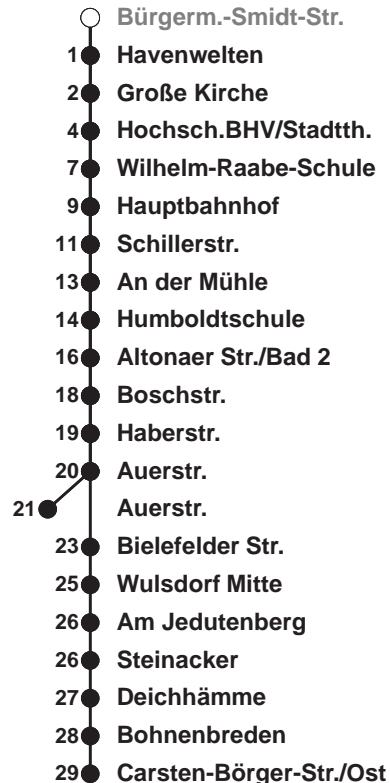 Bürgerm.-Smidt-Str.
1 Havenwelten
2 Große Kirche
4 Hochsch.BHV/Stadtth.
7 Wilhelm-Raabe-Schule
9 Hauptbahnhof
11 Schillerstr.
13 An der Mühle
14 Humboldtschule
16 Altonaer Str./Bad 2
18 Boschstr.
19 Haberstr.
20 Auerstr.
21 Auerstr.
23 Bielefelder Str.
25 Wulsdorf Mitte
26 Am Jedutenberg
26 Steinacker
27 Deichhämme
28 Bohnenbreden
29 Carsten-Börger-Str./Ost